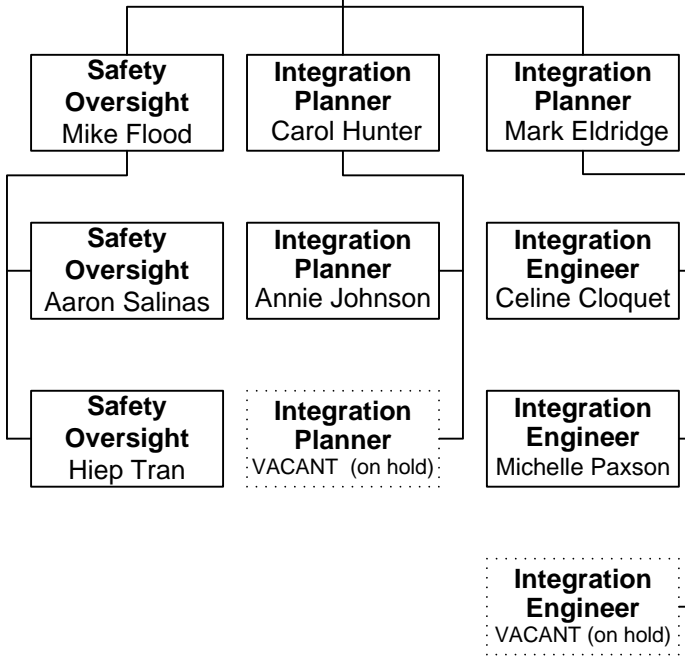 Safety
Oversight
Mike Flood
Integration
Planner
Carol Hunter
Integration
Planner
Mark Eldridge
Safety
Oversight
Aaron Salinas
Integration
Planner
Annie Johnson
Integration
Engineer
Celine Cloquet
Safety
Oversight
Hiep Tran
Integration
Planner
VACANT (on hold)
Integration
Engineer
Michelle Paxson
Integration
Engineer
VACANT (on hold)